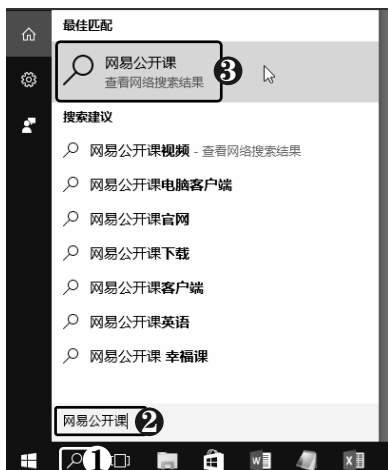 最佳匹配
网易公开课
查看网络搜索结果
3
搜索建议
网易公开课视频 - 查看网络搜索结果
网易公开课电脑客户端
网易公开课官网
网易公开课下载
网易公开课客户端
网易公开课英语
网易公开课 幸福课
网易公开课 2
1